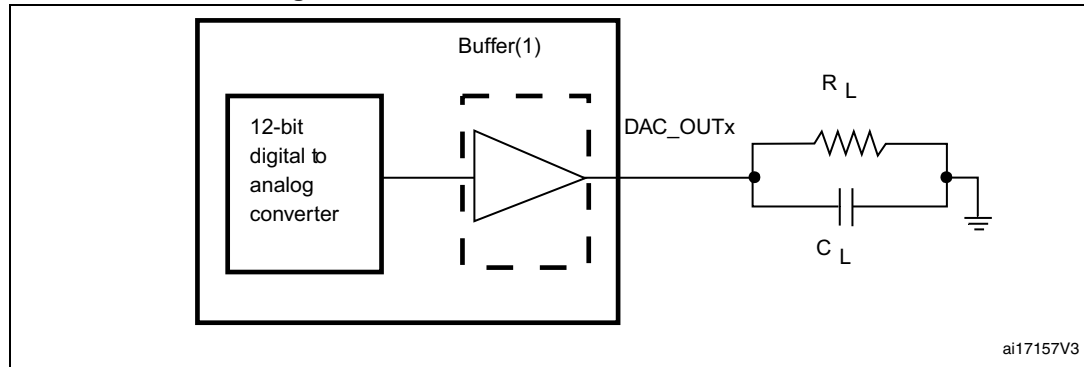 Buffer(1)
12-bit
digital to
analog
converter
DAC_OUTx
R L
C L
ai17157V3